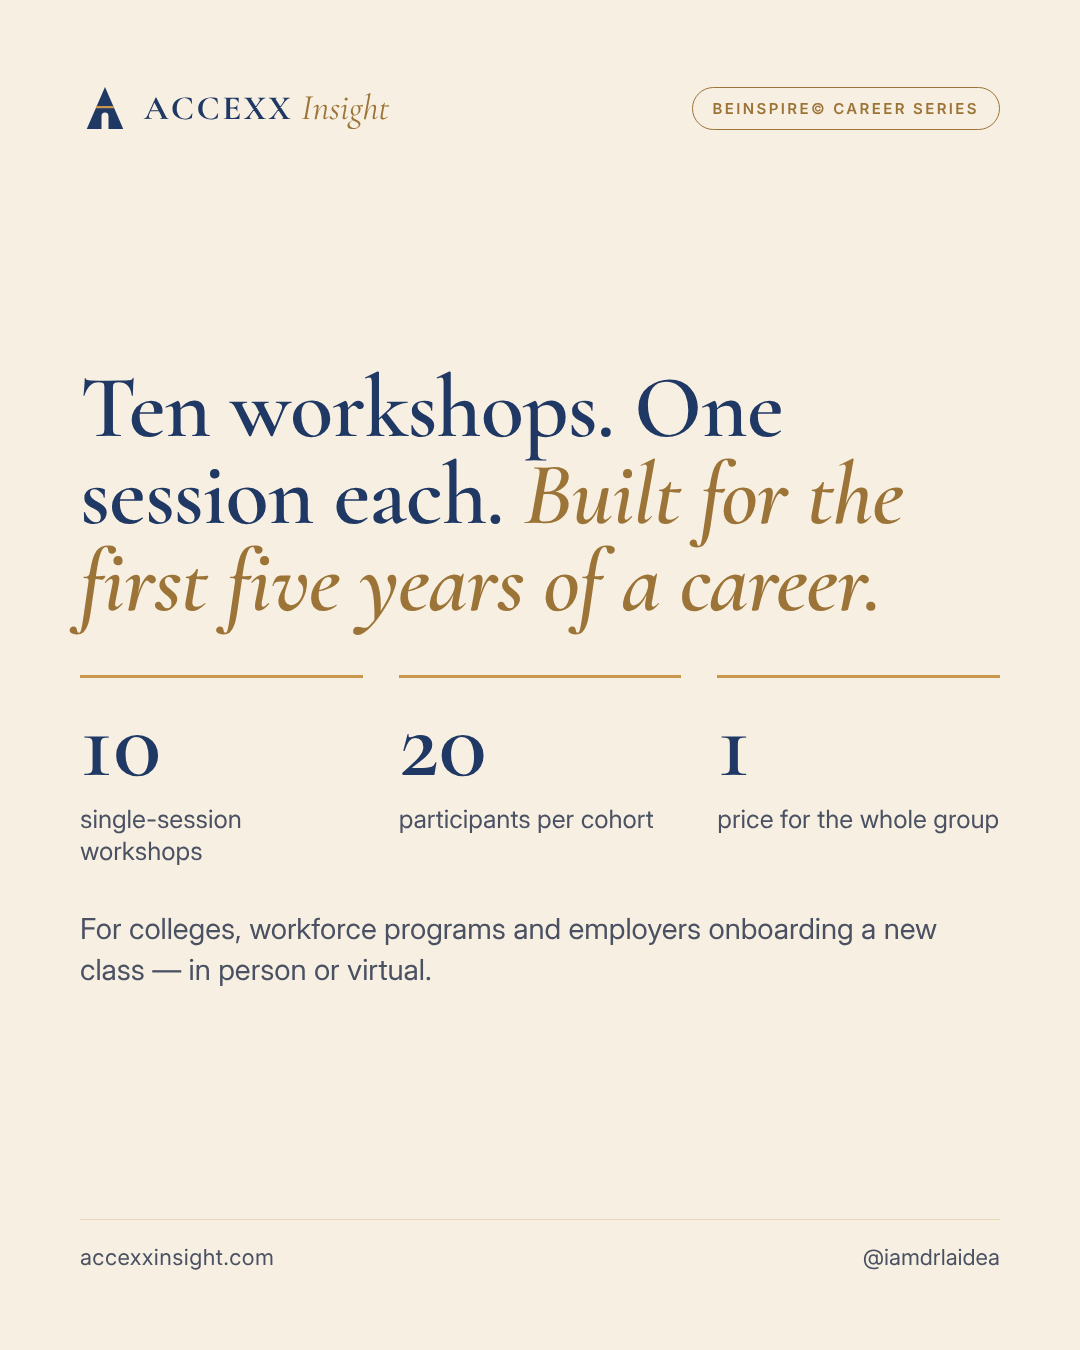 ACCEXX Insight
BEINSPIRE© CAREER SERIES
Ten workshops. One
session each. Built for the
first five years of a career.
10
single-session
workshops
20
participants per cohort
1
price for the whole group
For colleges, workforce programs and employers onboarding a new
class — in person or virtual.
accexxinsight.com
@iamdrlaidea